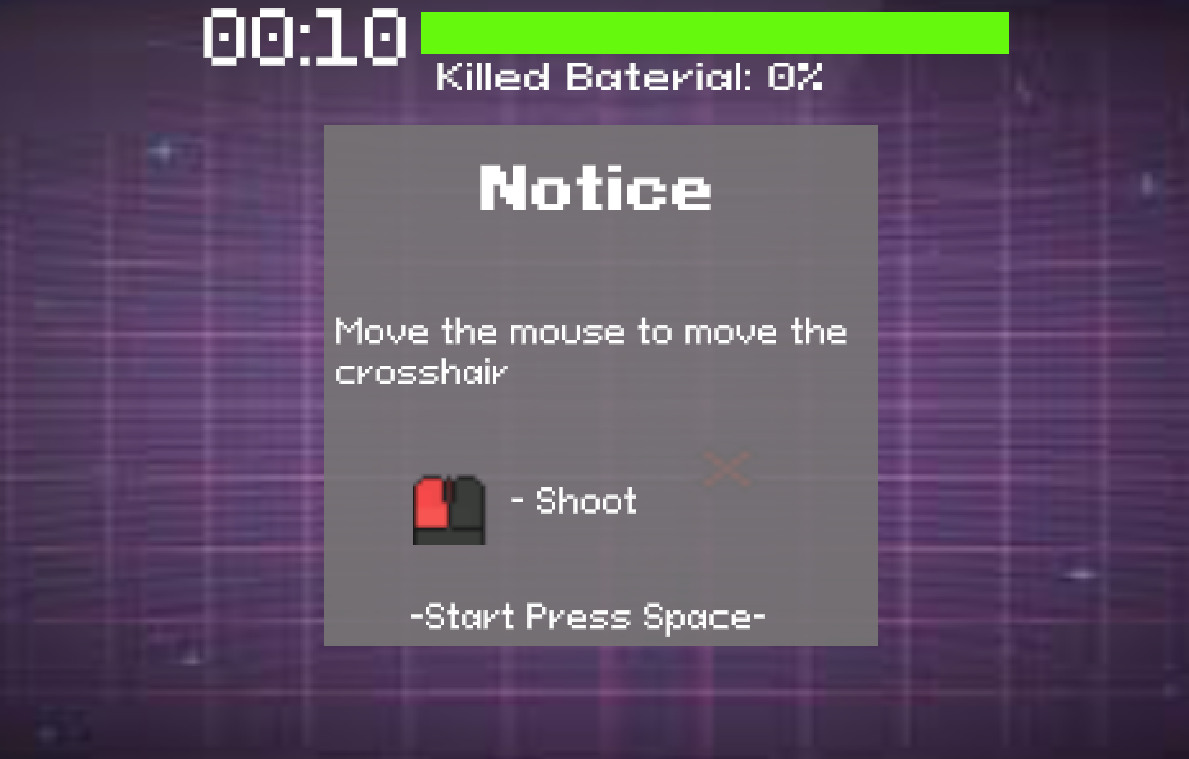 00:10
Killed Baterial: 0%
Notice
Move the mouse to move the
crosshair
- Shoot
-Start Press Space-